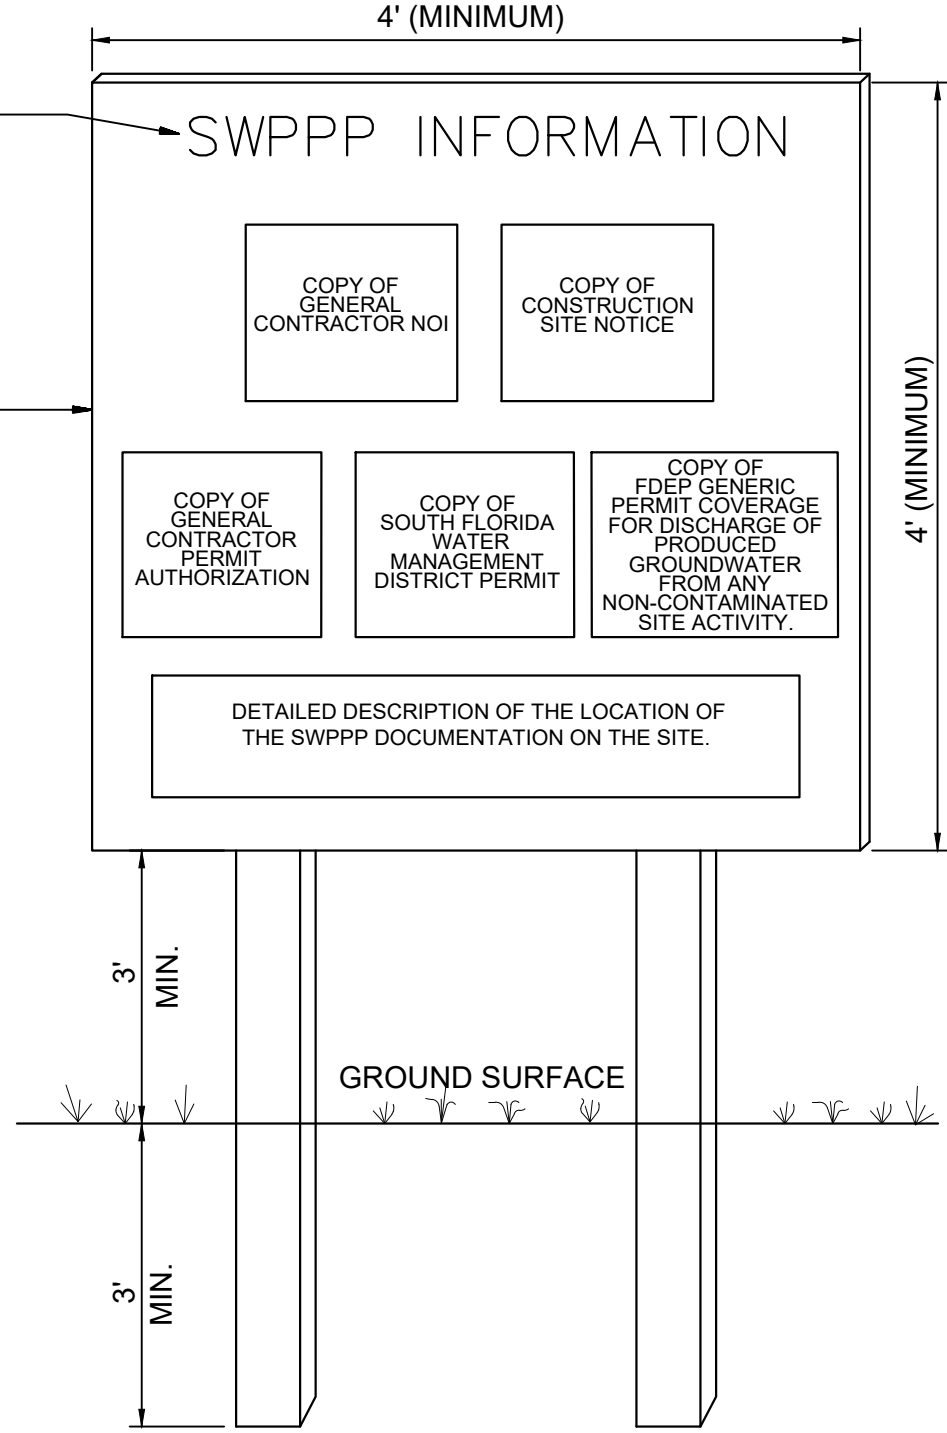 4' (MINIMUM)
SWPPP INFORMATION
COPY OF
GENERAL
CONTRACTOR NOI
COPY OF
CONSTRUCTION
SITE NOTICE
4' (MINIMUM)
COPY OF
GENERAL
CONTRACTOR
PERMIT
AUTHORIZATION
COPY OF
SOUTH FLORIDA
WATER
MANAGEMENT
DISTRICT PERMIT
COPY OF
FDEP GENERIC
PERMIT COVERAGE
FOR DISCHARGE OF
PRODUCED
GROUNDWATER
FROM ANY
NON-CONTAMINATED
SITE ACTIVITY.
DETAILED DESCRIPTION OF THE LOCATION OF
THE SWPPP DOCUMENTATION ON THE SITE.
3'
MIN.
GROUND SURFACE
3'
MIN.